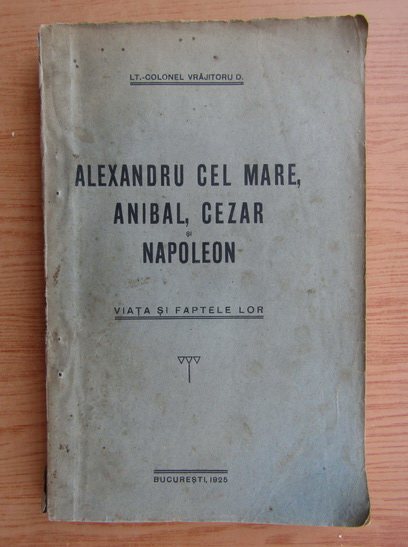 LT.-COLONEL VRĂJITORU D.
ALEXANDRU CEL MARE,
ANIBAL, CEZAR
și
NAPOLEON
VIAȚA ȘI FAPTELE LOR
BUCUREȘTI, 1925